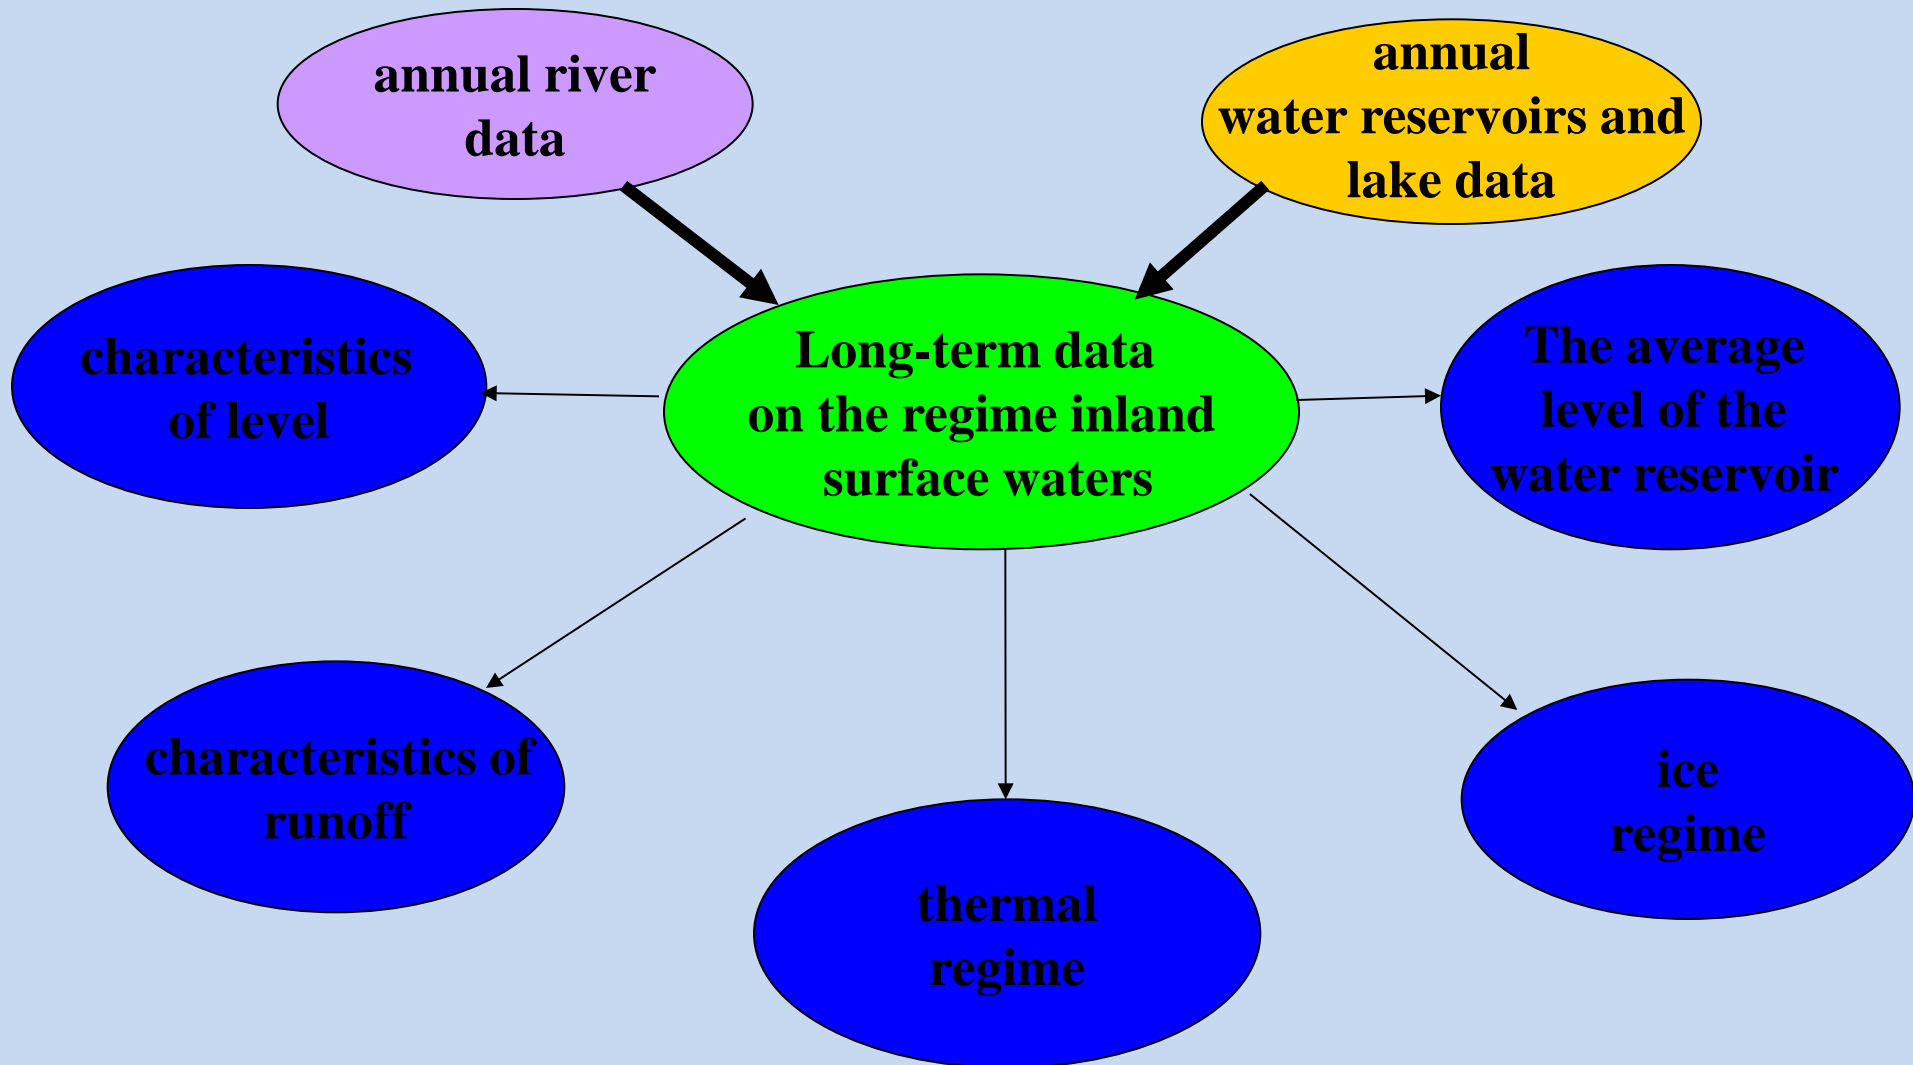 annual river
data
annual
water reservoirs and
lake data
characteristics
of level
Long-term data
on the regime inland
surface waters
The average
level of the
water reservoir
characteristics of
runoff
thermal
regime
ice
regime